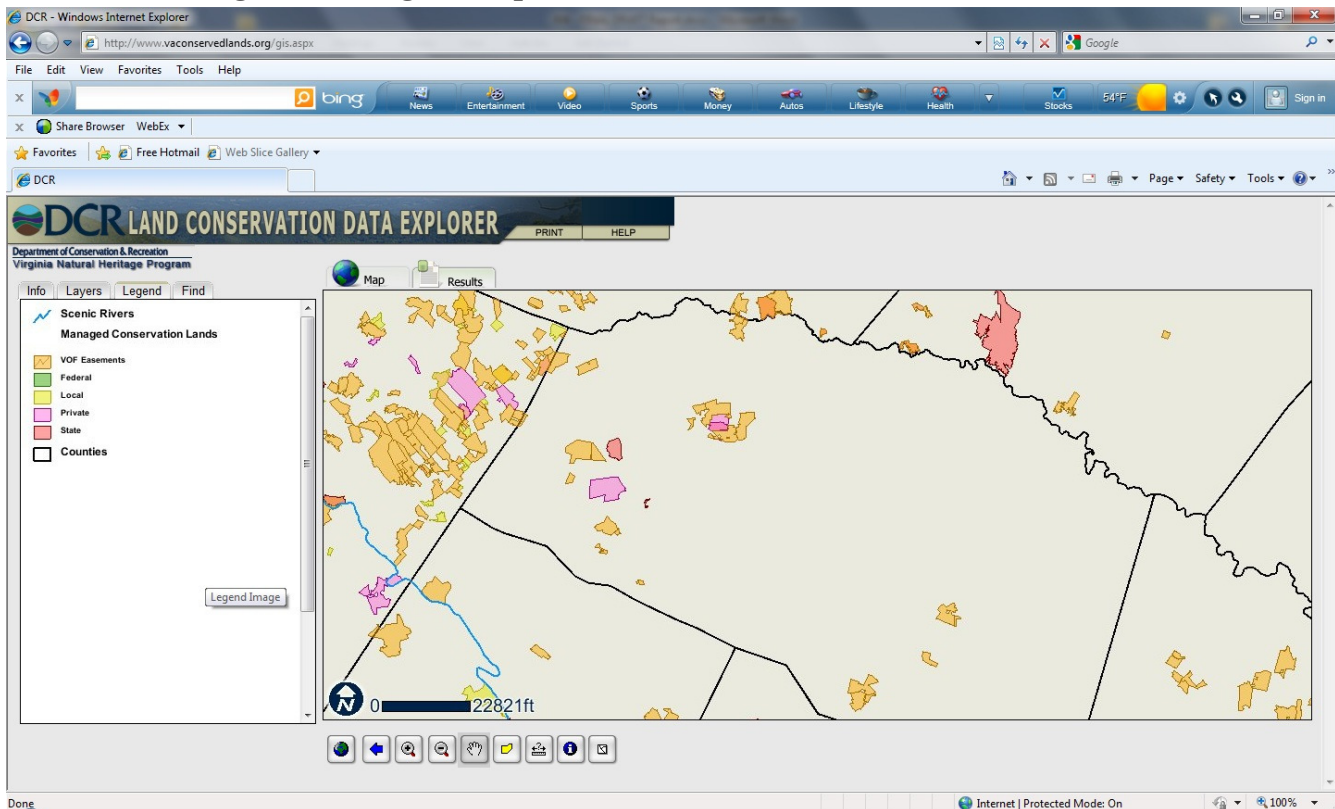 DCR - Windows Internet Explorer
http://www.vaconservedlands.org/gis.aspx
Google
File Edit View Favorites Tools Help
x bing News Entertainment Video Sports Money Autos Lifestyle Health Stocks 54°F Sign in
x Share Browser WebEx
Favorites Free Hotmail Web Slice Gallery
DCR Page Safety Tools
DCR LAND CONSERVATION DATA EXPLORER PRINT HELP
Department of Conservation & Recreation
Virginia Natural Heritage Program
Map Results
Info Layers Legend Find
Scenic Rivers
Managed Conservation Lands
VOF Easements
Federal
Local
Private
State
Counties
Legend Image
N 0 22821ft
Done Internet | Protected Mode: On 100%